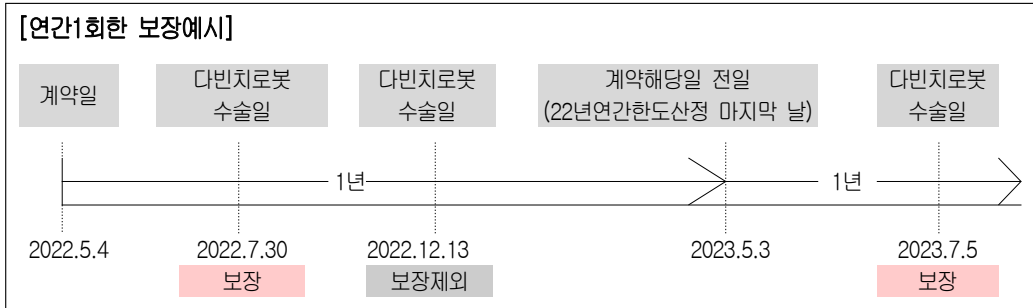 [연간1회한 보장예시]
계약일
다빈치로봇
수술일
다빈치로봇
수술일
계약해당일 전일
(22년연간한도산정 마지막 날)
다빈치로봇
수술일
1년
1년
2022.5.4
2022.7.30
2022.12.13
2023.5.3
2023.7.5
보장
보장제외
보장